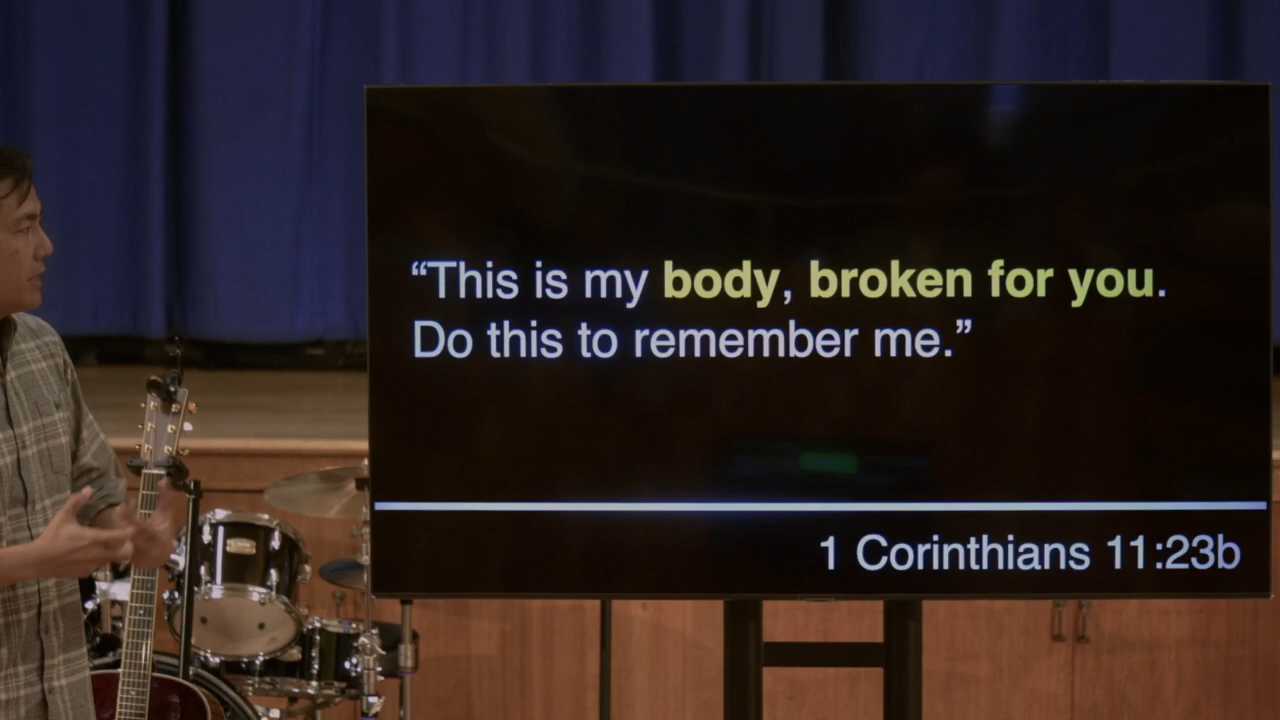 “This is my body, broken for you.
Do this to remember me.”
1 Corinthians 11:23b